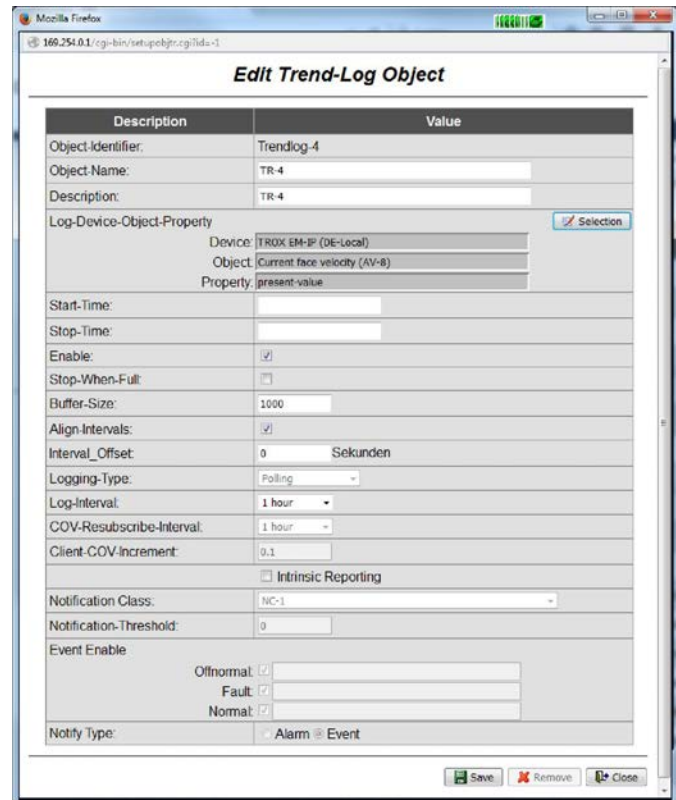 Mozilla Firefox
169.254.0.1/cgi-bin/setupobjtr.cgi?id=-1
Edit Trend-Log Object
Description Value
Object-Identifier: Trendlog-4
Object-Name: TR-4
Description: TR-4
Log-Device-Object-Property Selection
Device: TROX EM-IP (DE-Local)
Object: Current face velocity (AV-8)
Property: present-value
Start-Time:
Stop-Time:
Enable:
Stop-When-Full:
Buffer-Size: 1000
Align-Intervals:
Interval_Offset: 0 Sekunden
Logging-Type: Polling
Log-Interval: 1 hour
COV-Resubscribe-Interval: 1 hour
Client-COV-Increment: 0.1
Intrinsic Reporting
Notification Class: NC-1
Notification-Threshold: 0
Event Enable
Offnormal:
Fault:
Normal:
Notify Type: Alarm Event
Save Remove Close